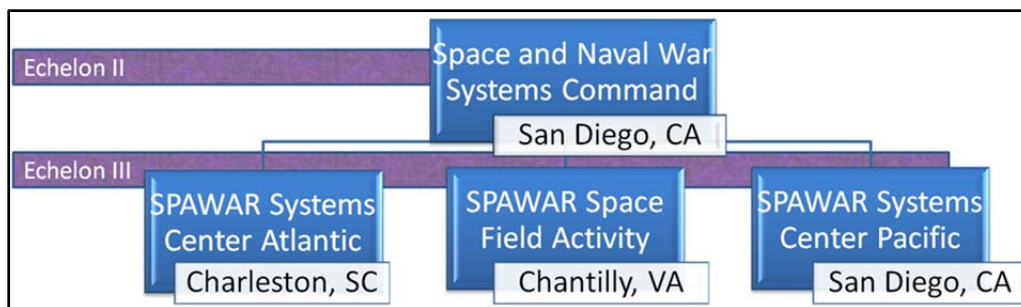 Echelon II
Space and Naval War
Systems Command
San Diego, CA
Echelon III
SPAWAR Systems
Center Atlantic
Charleston, SC
SPAWAR Space
Field Activity
Chantilly, VA
SPAWAR Systems
Center Pacific
San Diego, CA